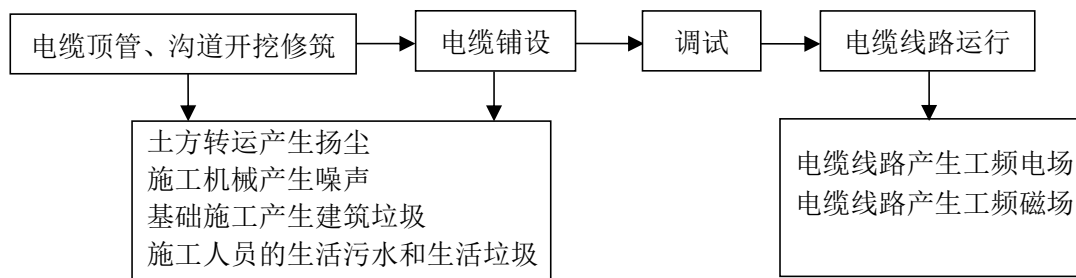 电缆顶管、沟道开挖修筑
电缆铺设
调试
电缆线路运行
土方转运产生扬尘
施工机械产生噪声
基础施工产生建筑垃圾
施工人员的生活污水和生活垃圾
电缆线路产生工频电场
电缆线路产生工频磁场